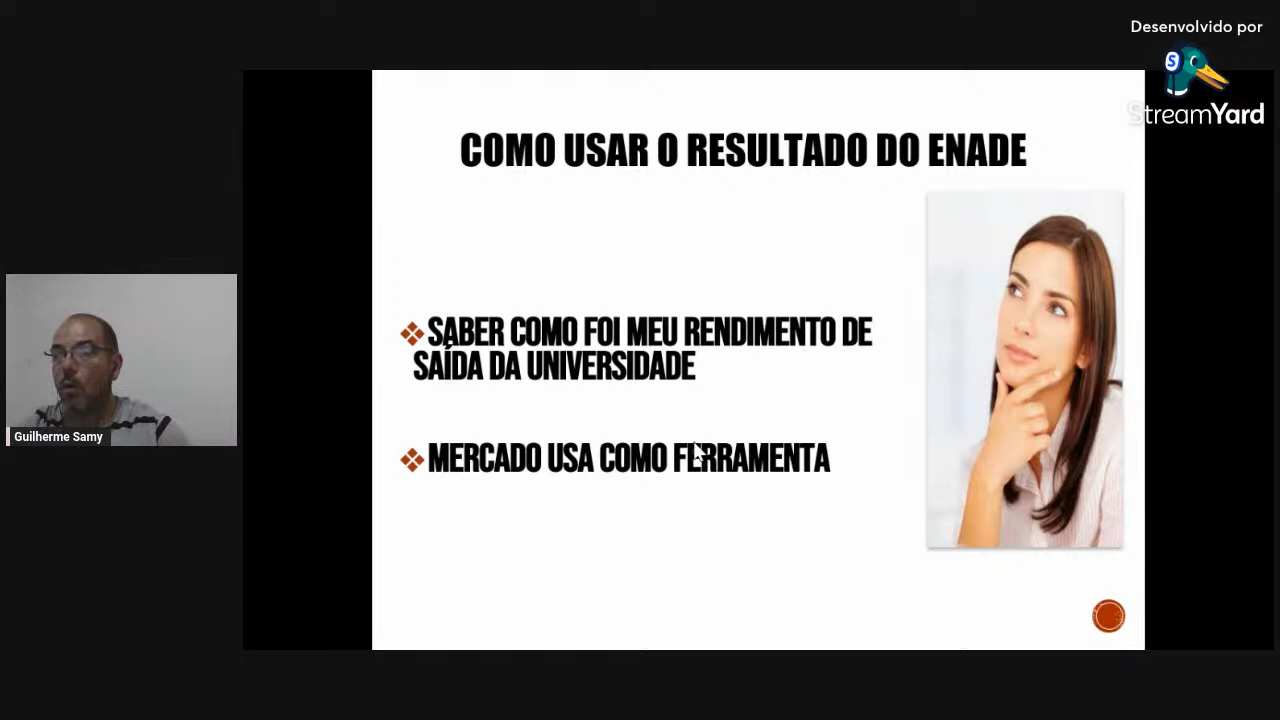 Desenvolvido por
S
StreamYard
COMO USAR O RESULTADO DO ENADE
SABER COMO FOI MEU RENDIMENTO DE
SAÍDA DA UNIVERSIDADE
MERCADO USA COMO FERRAMENTA
Guilherme Samy